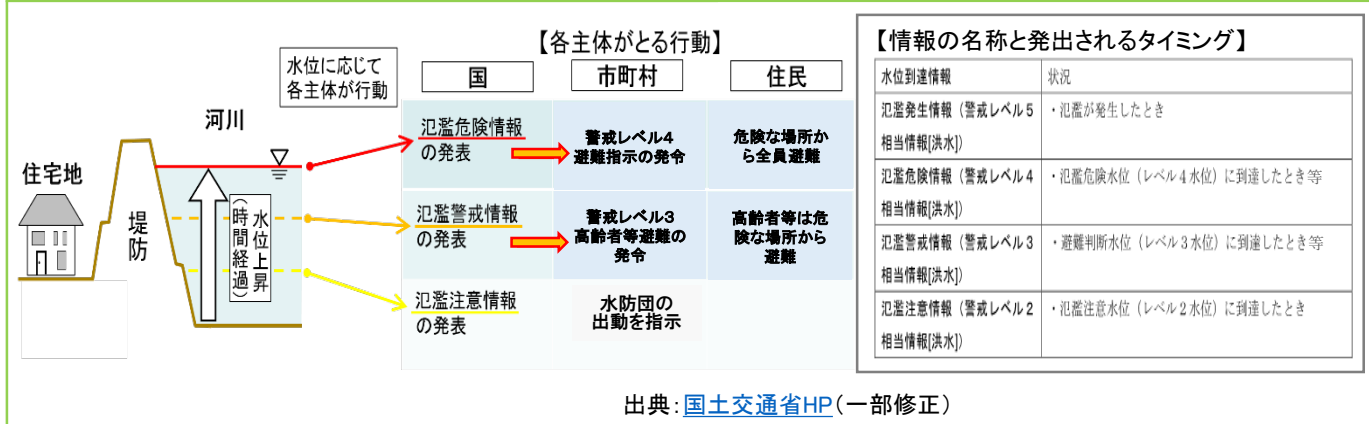 【各主体がとる行動】
水位に応じて
各主体が行動
国
市町村
住民
河川
住宅地
堤防
水位上昇
(時間経過)
氾濫危険情報
の発表
警戒レベル4
避難指示の発令
危険な場所か
ら全員避難
氾濫警戒情報
の発表
警戒レベル3
高齢者等避難の
発令
高齢者等は危
険な場所から
避難
氾濫注意情報
の発表
水防団の
出動を指示
【情報の名称と発出されるタイミング】
水位到達情報
状況
氾濫発生情報(警戒レベル5
相当情報[洪水])
・氾濫が発生したとき
氾濫危険情報(警戒レベル4
相当情報[洪水])
・氾濫危険水位(レベル4水位)に到達したとき等
氾濫警戒情報(警戒レベル3
相当情報[洪水])
・避難判断水位(レベル3水位)に到達したとき等
氾濫注意情報(警戒レベル2
相当情報[洪水])
・氾濫注意水位(レベル2水位)に到達したとき
出典:国土交通省HP(一部修正)